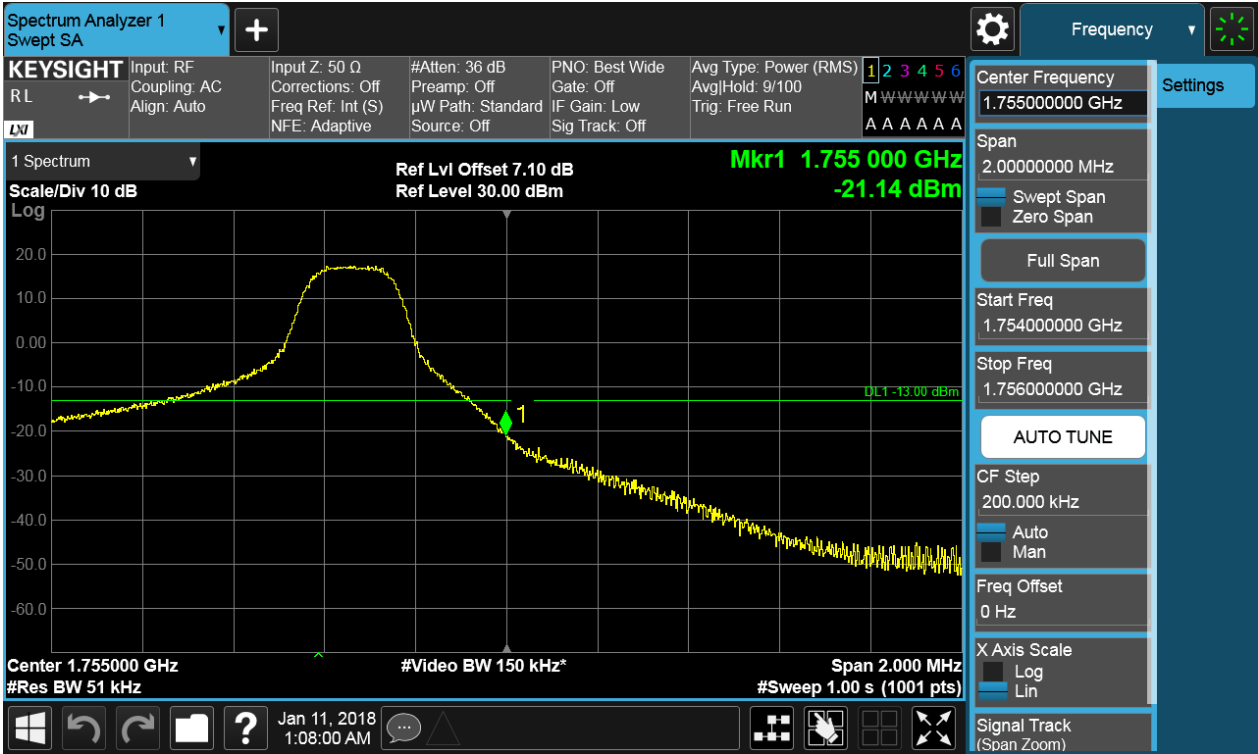 Spectrum Analyzer 1
Swept SA
+
Frequency
KEYSIGHT
R L
LXI
Input: RF
Coupling: AC
Align: Auto
Input Z: 50 Ω
Corrections: Off
Freq Ref: Int (S)
NFE: Adaptive
#Atten: 36 dB
Preamp: Off
µW Path: Standard
Source: Off
PNO: Best Wide
Gate: Off
IF Gain: Low
Sig Track: Off
Avg Type: Power (RMS)
Avg|Hold: 9/100
Trig: Free Run
1 2 3 4 5 6
M W W W W W
A A A A A A
1 Spectrum
Scale/Div 10 dB
Log
Ref Lvl Offset 7.10 dB
Ref Level 30.00 dBm
Mkr1 1.755 000 GHz
-21.14 dBm
20.0
10.0
0.00
-10.0
-20.0
-30.0
-40.0
-50.0
-60.0
DL1 -13.00 dBm
1
Center 1.755000 GHz
#Res BW 51 kHz
#Video BW 150 kHz*
Span 2.000 MHz
#Sweep 1.00 s (1001 pts)
Center Frequency
1.755000000 GHz
Span
2.00000000 MHz
Swept Span
Zero Span
Full Span
Start Freq
1.754000000 GHz
Stop Freq
1.756000000 GHz
AUTO TUNE
CF Step
200.000 kHz
Auto
Man
Freq Offset
0 Hz
X Axis Scale
Log
Lin
Signal Track
(Span Zoom)
Settings
?
Jan 11, 2018
1:08:00 AM